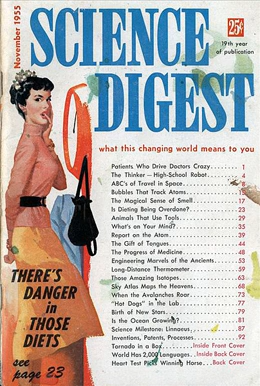 November 1955
25¢
SCIENCE
DIGEST
19th year
of publication
what this changing world means to you
Patients Who Drive Doctors Crazy 1
The Thinker — High-School Robot 4
ABC's of Travel in Space 8
Bubbles That Track Atoms
The Magical Sense of Smell 17
Is Dieting Being Overdone? 23
Animals That Use Tools 29
What's on Your Mind? 35
Report on the Atom 39
The Gift of Tongues 44
The Progress of Medicine 48
Engineering Marvels of the Ancients 53
Long-Distance Thermometer 59
Those Amazing Isotopes 63
Sky Atlas Maps the Heavens 68
When the Avalanches Roar 73
"Hot Dogs" in the Lab 77
Birth of New Stars 79
Is the Ocean Growing? 81
Science Milestone: Linnaeus 87
Inventions, Patents, Processes 92
Tornado in a Box Inside Front Cover
World Has 2,000 Languages Inside Back Cover
Heart Test Picks Winning Horse Back Cover
THERE'S
DANGER
in
THOSE
DIETS
see
page 23